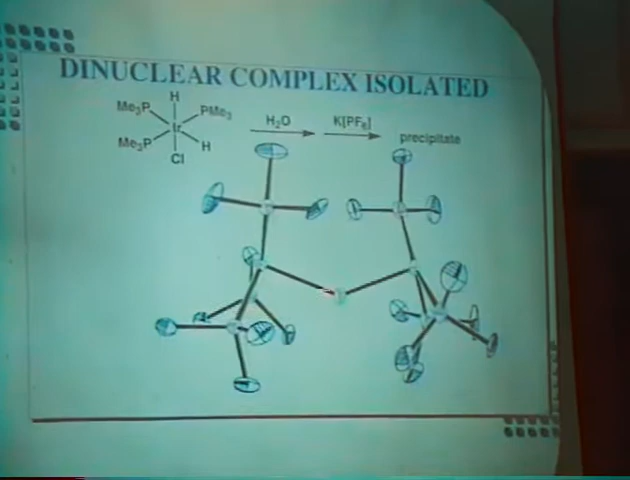 DINUCLEAR COMPLEX ISOLATED
H
Me₃P PMe₃
Ir H₂O K[PF₆] precipitate
Me₃P H
Cl